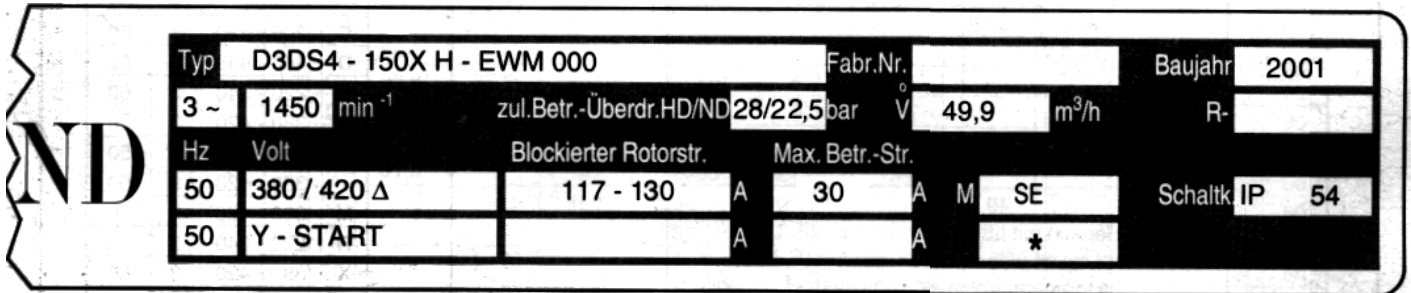 Typ D3DS4 - 150X H - EWM 000 Fabr.Nr. Baujahr 2001
3 ~ 1450 min -1 zul.Betr.-Überdr.HD/ND 28/22,5 bar V° 49,9 m³/h R-
ND
Hz Volt Blockierter Rotorstr. Max. Betr.-Str.
50 380 / 420 Δ 117 - 130 A 30 A M SE Schaltk. IP 54
50 Y - START A A *